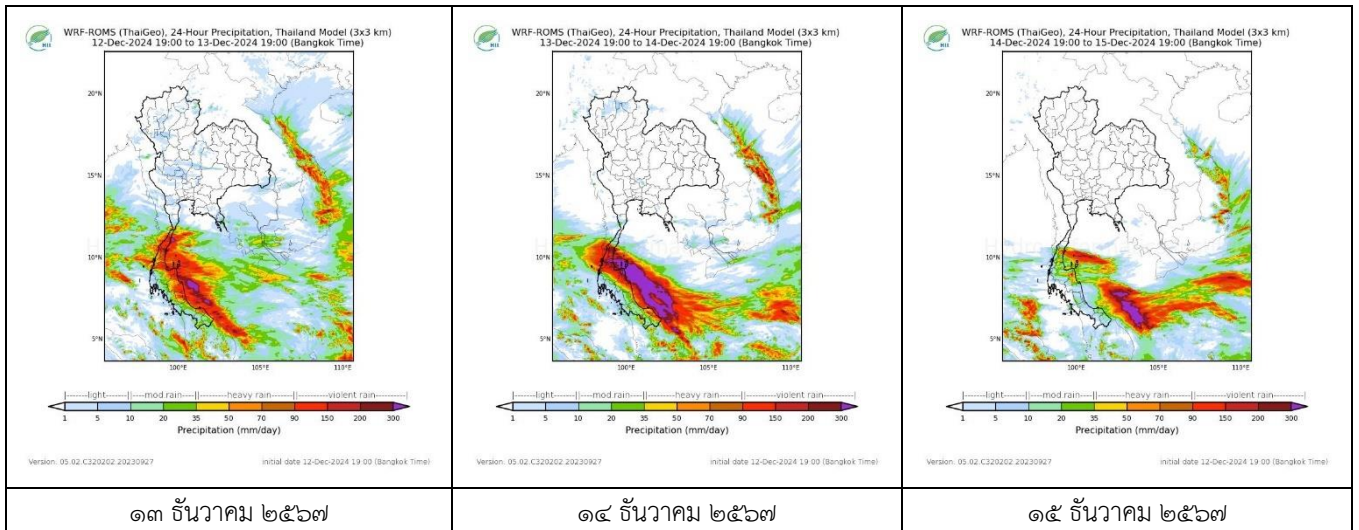 WRF-ROMS (ThaiGeo), 24-Hour Precipitation, Thailand Model (3x3 km)
12-Dec-2024 19:00 to 13-Dec-2024 19:00 (Bangkok Time)
20°N
15°N
10°N
5°N
100°E 105°E 110°E
|------light------||---mod rain---||------heavy rain------||------violent rain---|
1 5 10 20 35 50 70 90 150 200 300
Precipitation (mm/day)
Version: 05.02.C320202.20230927 initial date 12-Dec-2024 19:00 (Bangkok Time)
๑๓ ธันวาคม ๒๕๖๗
WRF-ROMS (ThaiGeo), 24-Hour Precipitation, Thailand Model (3x3 km)
13-Dec-2024 19:00 to 14-Dec-2024 19:00 (Bangkok Time)
20°N
15°N
10°N
5°N
100°E 105°E 110°E
|------light------||---mod rain---||------heavy rain------||------violent rain---|
1 5 10 20 35 50 70 90 150 200 300
Precipitation (mm/day)
Version: 05.02.C320202.20230927 initial date 12-Dec-2024 19:00 (Bangkok Time)
๑๔ ธันวาคม ๒๕๖๗
WRF-ROMS (ThaiGeo), 24-Hour Precipitation, Thailand Model (3x3 km)
14-Dec-2024 19:00 to 15-Dec-2024 19:00 (Bangkok Time)
20°N
15°N
10°N
5°N
100°E 105°E 110°E
|------light------||---mod rain---||------heavy rain------||------violent rain---|
1 5 10 20 35 50 70 90 150 200 300
Precipitation (mm/day)
Version: 05.02.C320202.20230927 initial date 12-Dec-2024 19:00 (Bangkok Time)
๑๕ ธันวาคม ๒๕๖๗